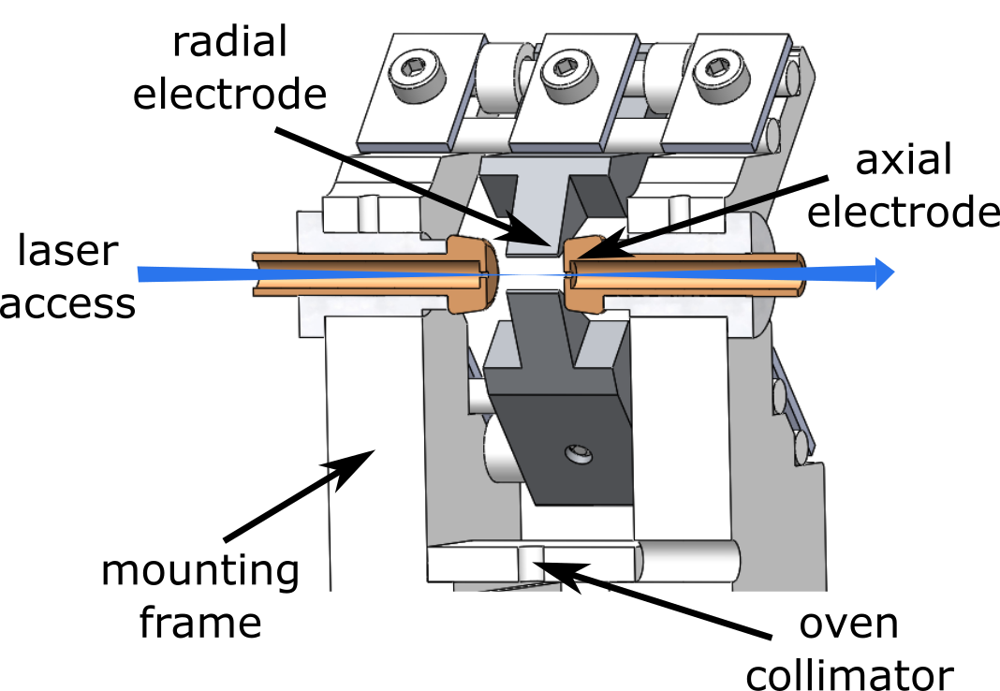 radial
electrode
axial
electrode
laser
access
mounting
frame
oven
collimator